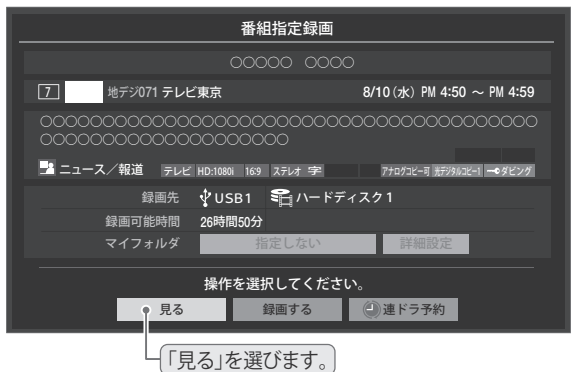 番組指定録画
○○○○○ ○○○○
7 地デジ071 テレビ東京 8/10(水) PM 4:50 ～ PM 4:59
○○○○○○○○○○○○○○○○○○○○○○○○○○○○○○○○○○○○○○○○
○○○○○○○○○○○○○○○○○○○○
ニュース/報道 テレビ HD:1080i 16:9 ステレオ 字 アナログコピー可 光デジタルコピー1 ダビング
録画先 USB1 ハードディスク1
録画可能時間 26時間50分
マイフォルダ 指定しない 詳細設定
操作を選択してください。
見る 録画する 連ドラ予約
「見る」を選びます。